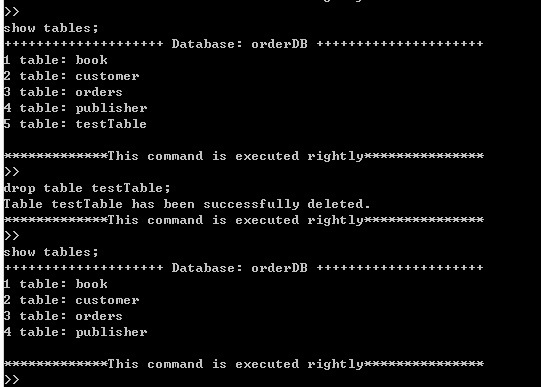 >>
show tables;
++++++++++++++++++++ Database: orderDB +++++++++++++++++++++
1 table: book
2 table: customer
3 table: orders
4 table: publisher
5 table: testTable
*************This command is executed rightly***************
>>
drop table testTable;
Table testTable has been successfully deleted.
*************This command is executed rightly***************
>>
show tables;
++++++++++++++++++++ Database: orderDB +++++++++++++++++++++
1 table: book
2 table: customer
3 table: orders
4 table: publisher
*************This command is executed rightly***************
>>